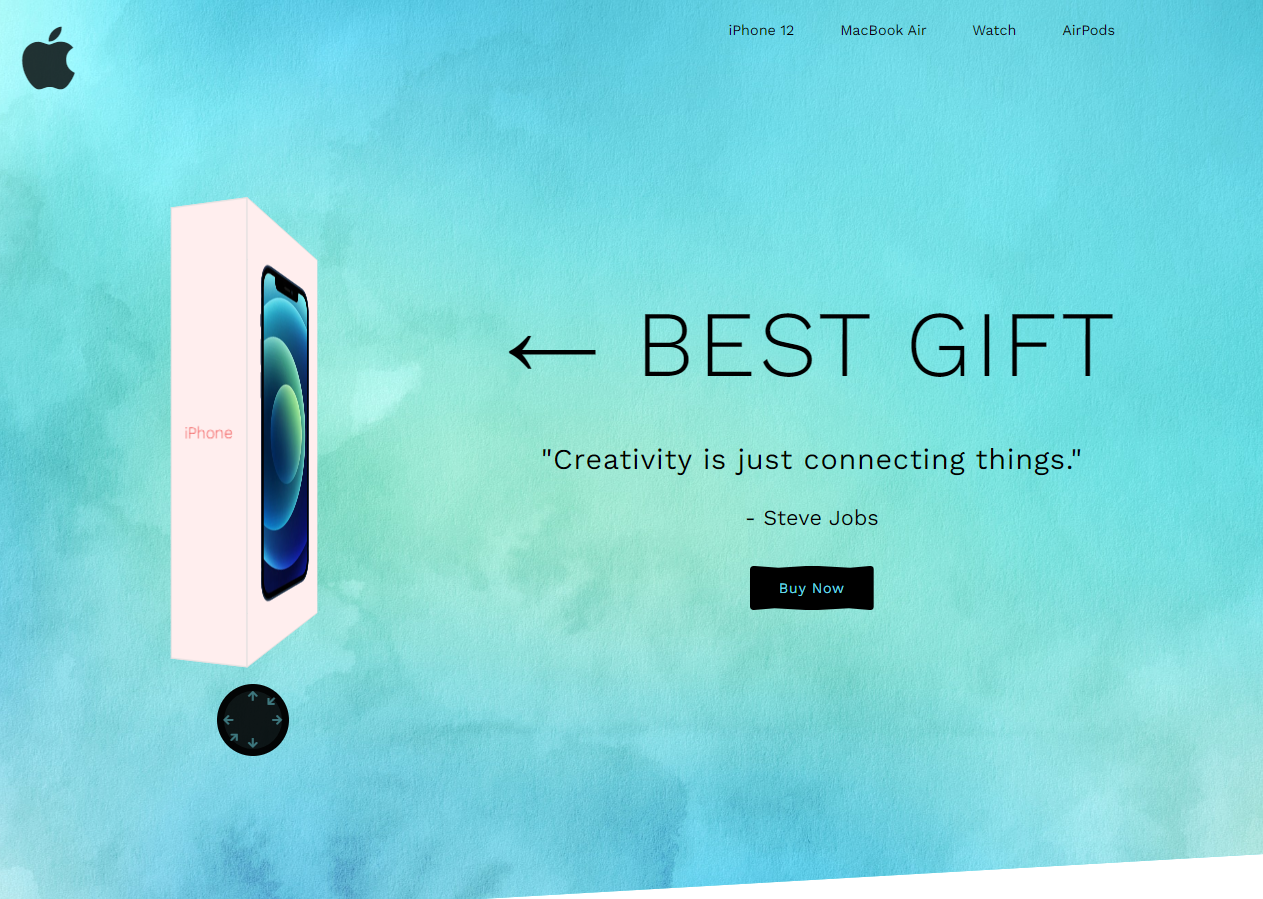 iPhone 12 MacBook Air Watch AirPods
← BEST GIFT
iPhone
"Creativity is just connecting things."
- Steve Jobs
Buy Now